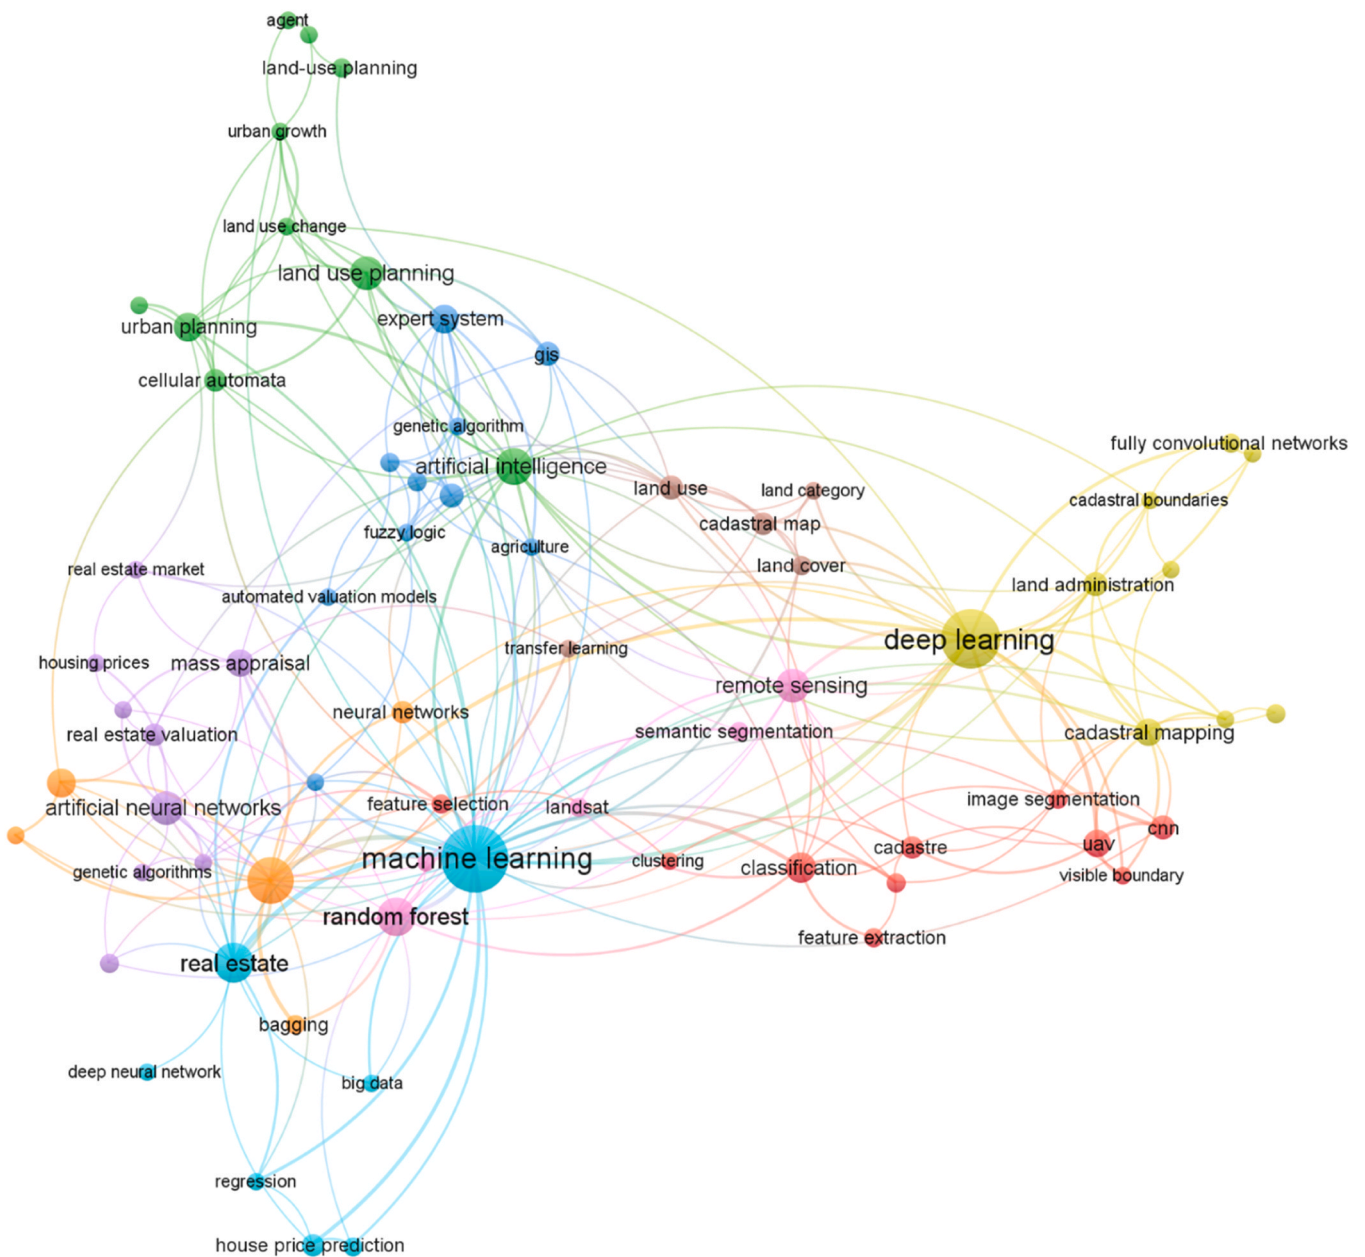 agent
land-use planning
urban growth
land use change
land use planning
expert system
urban planning
gis
cellular automata
genetic algorithm
fully convolutional networks
artificial intelligence
land use
land category
cadastral boundaries
cadastral map
fuzzy logic
agriculture
land cover
real estate market
land administration
automated valuation models
deep learning
transfer learning
housing prices
mass appraisal
remote sensing
neural networks
semantic segmentation
real estate valuation
cadastral mapping
image segmentation
artificial neural networks
feature selection
landsat
cnn
uav
cadastre
machine learning
clustering
classification
genetic algorithms
visible boundary
random forest
feature extraction
real estate
bagging
deep neural network
big data
regression
house price prediction